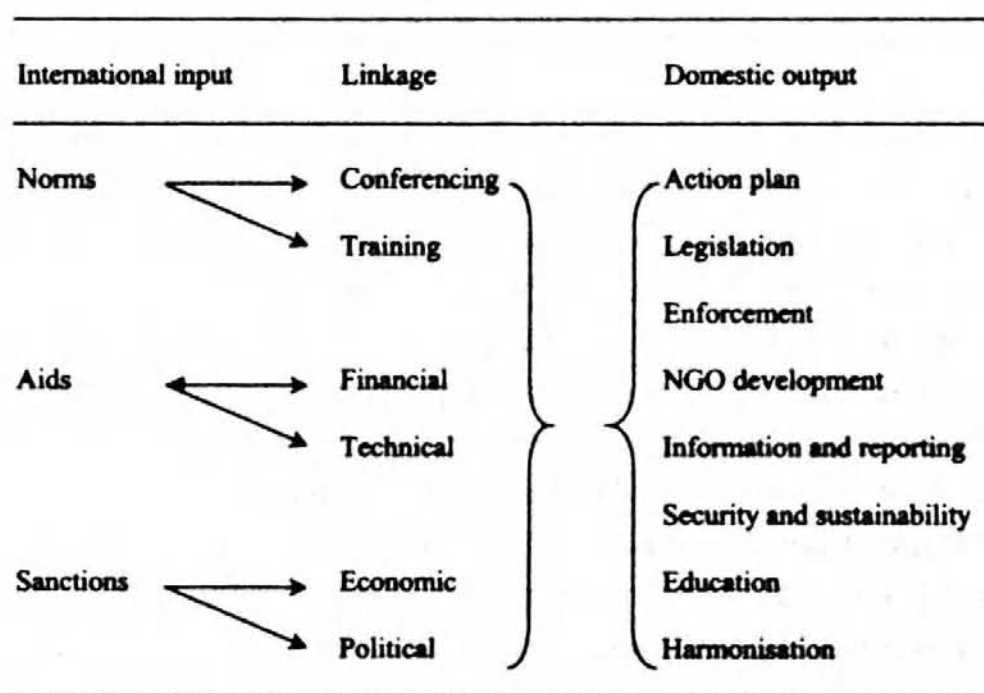 International input Linkage Domestic output
Norms Conferencing Action plan
Training Legislation
Enforcement
Aids Financial NGO development
Technical Information and reporting
Security and sustainability
Sanctions Economic Education
Political Harmonisation